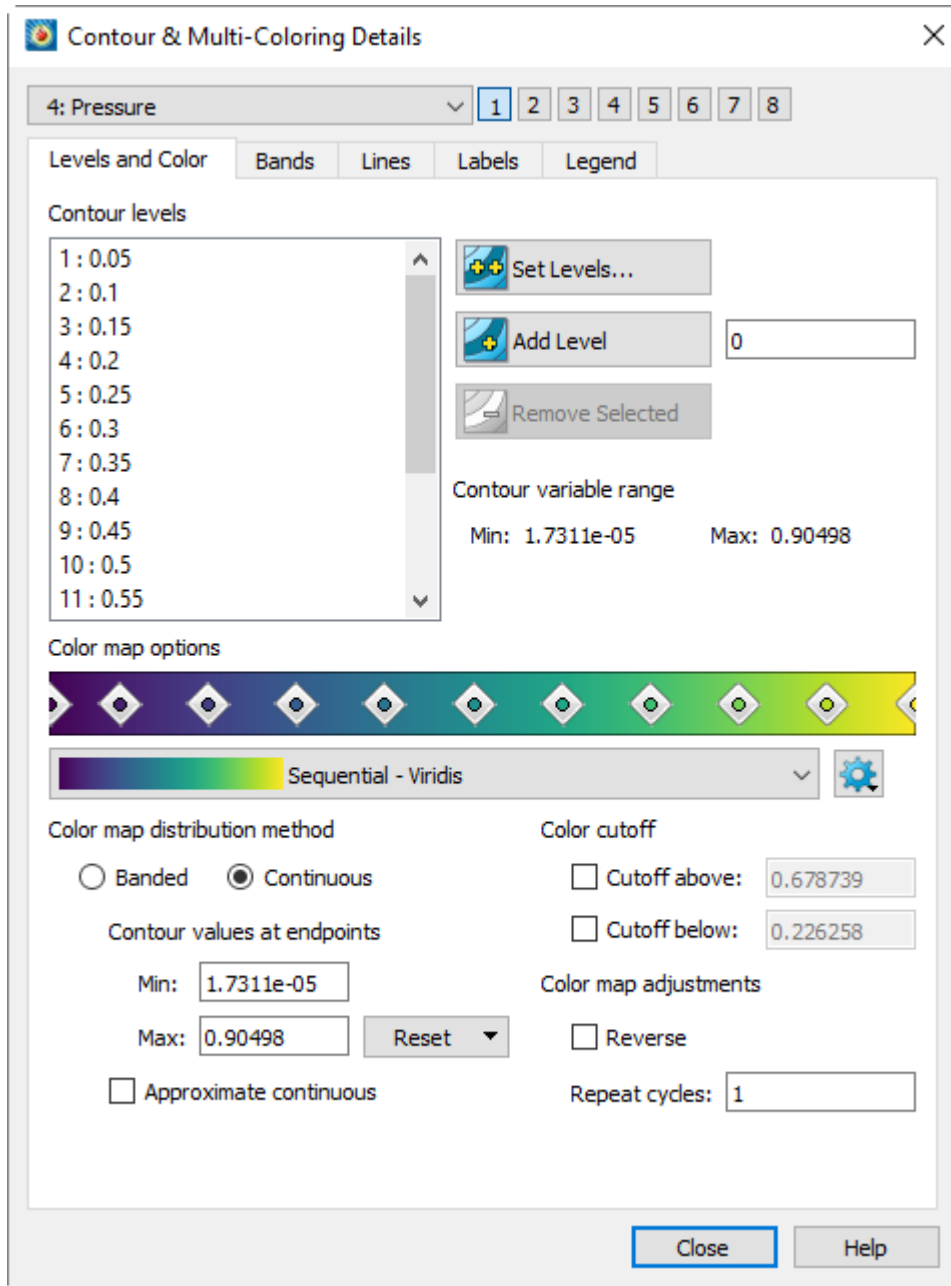 Contour & Multi-Coloring Details
4: Pressure 1 2 3 4 5 6 7 8
Levels and Color Bands Lines Labels Legend
Contour levels
1 : 0.05
2 : 0.1
3 : 0.15
4 : 0.2
5 : 0.25
6 : 0.3
7 : 0.35
8 : 0.4
9 : 0.45
10 : 0.5
11 : 0.55
Set Levels...
Add Level 0
Remove Selected
Contour variable range
Min: 1.7311e-05 Max: 0.90498
Color map options
Sequential - Viridis
Color map distribution method
Banded Continuous
Contour values at endpoints
Min: 1.7311e-05
Max: 0.90498 Reset
Approximate continuous
Color cutoff
Cutoff above: 0.678739
Cutoff below: 0.226258
Color map adjustments
Reverse
Repeat cycles: 1
Close Help